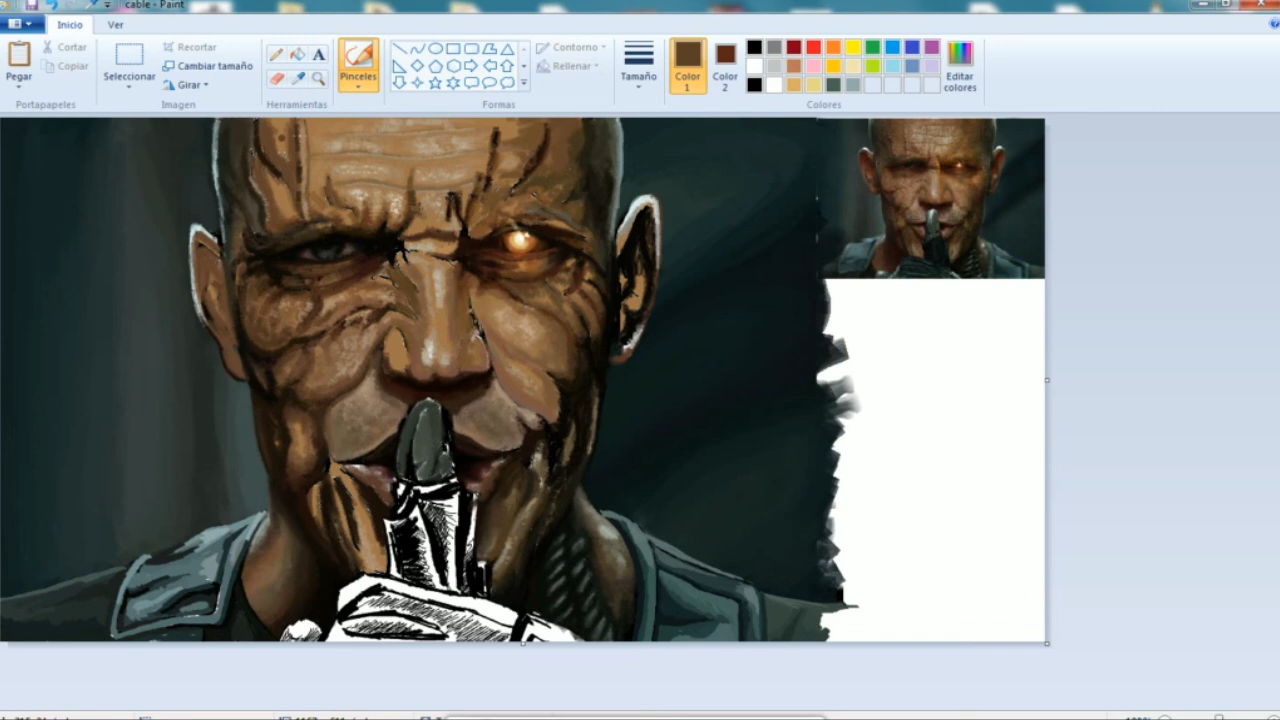 cable - Paint
Inicio
Ver
Pegar
Cortar
Copiar
Portapapeles
Seleccionar
Recortar
Cambiar tamaño
Girar
Imagen
A
Herramientas
Pinceles
Contorno
Rellenar
Formas
Tamaño
Color
1
Color
2
Editar
colores
Colores